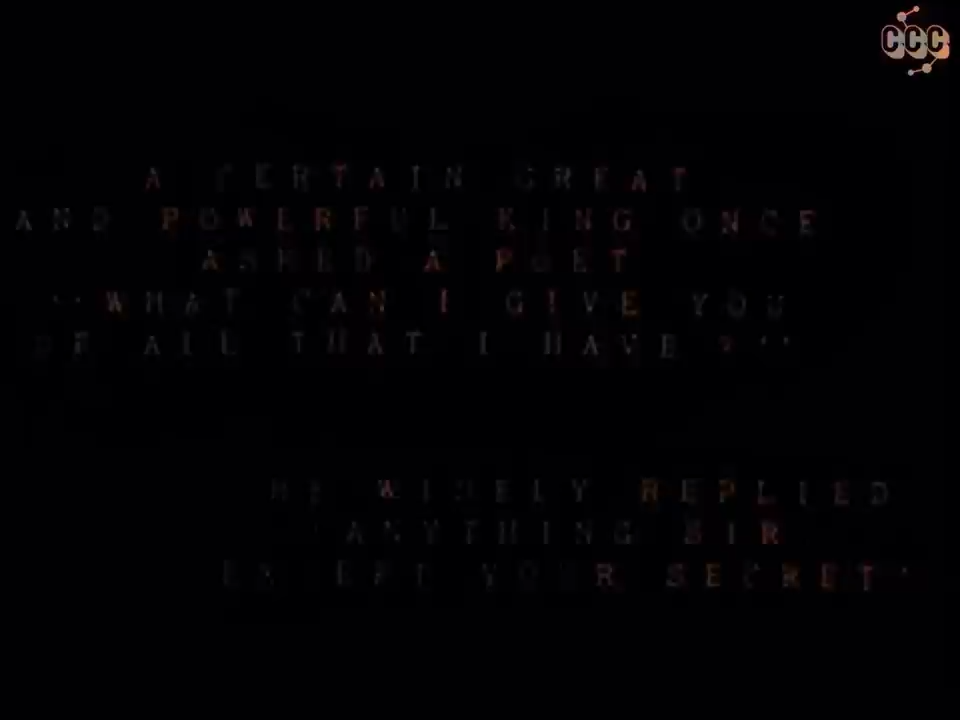 CCC
A CERTAIN GREAT
AND POWERFUL KING ONCE
ASKED A POET
"WHAT CAN I GIVE YOU
OF ALL THAT I HAVE ?"
HE WISELY REPLIED
"ANYTHING SIR
EXCEPT YOUR SECRET"